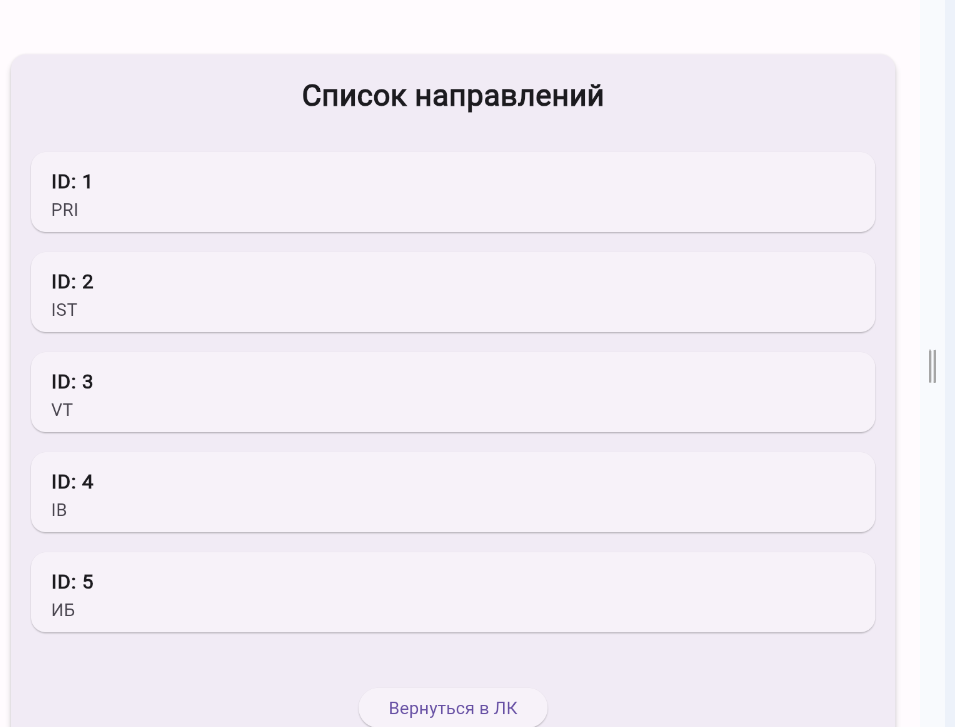 Список направлений
ID: 1
PRI
ID: 2
IST
ID: 3
VT
ID: 4
IB
ID: 5
ИБ
Вернуться в ЛК